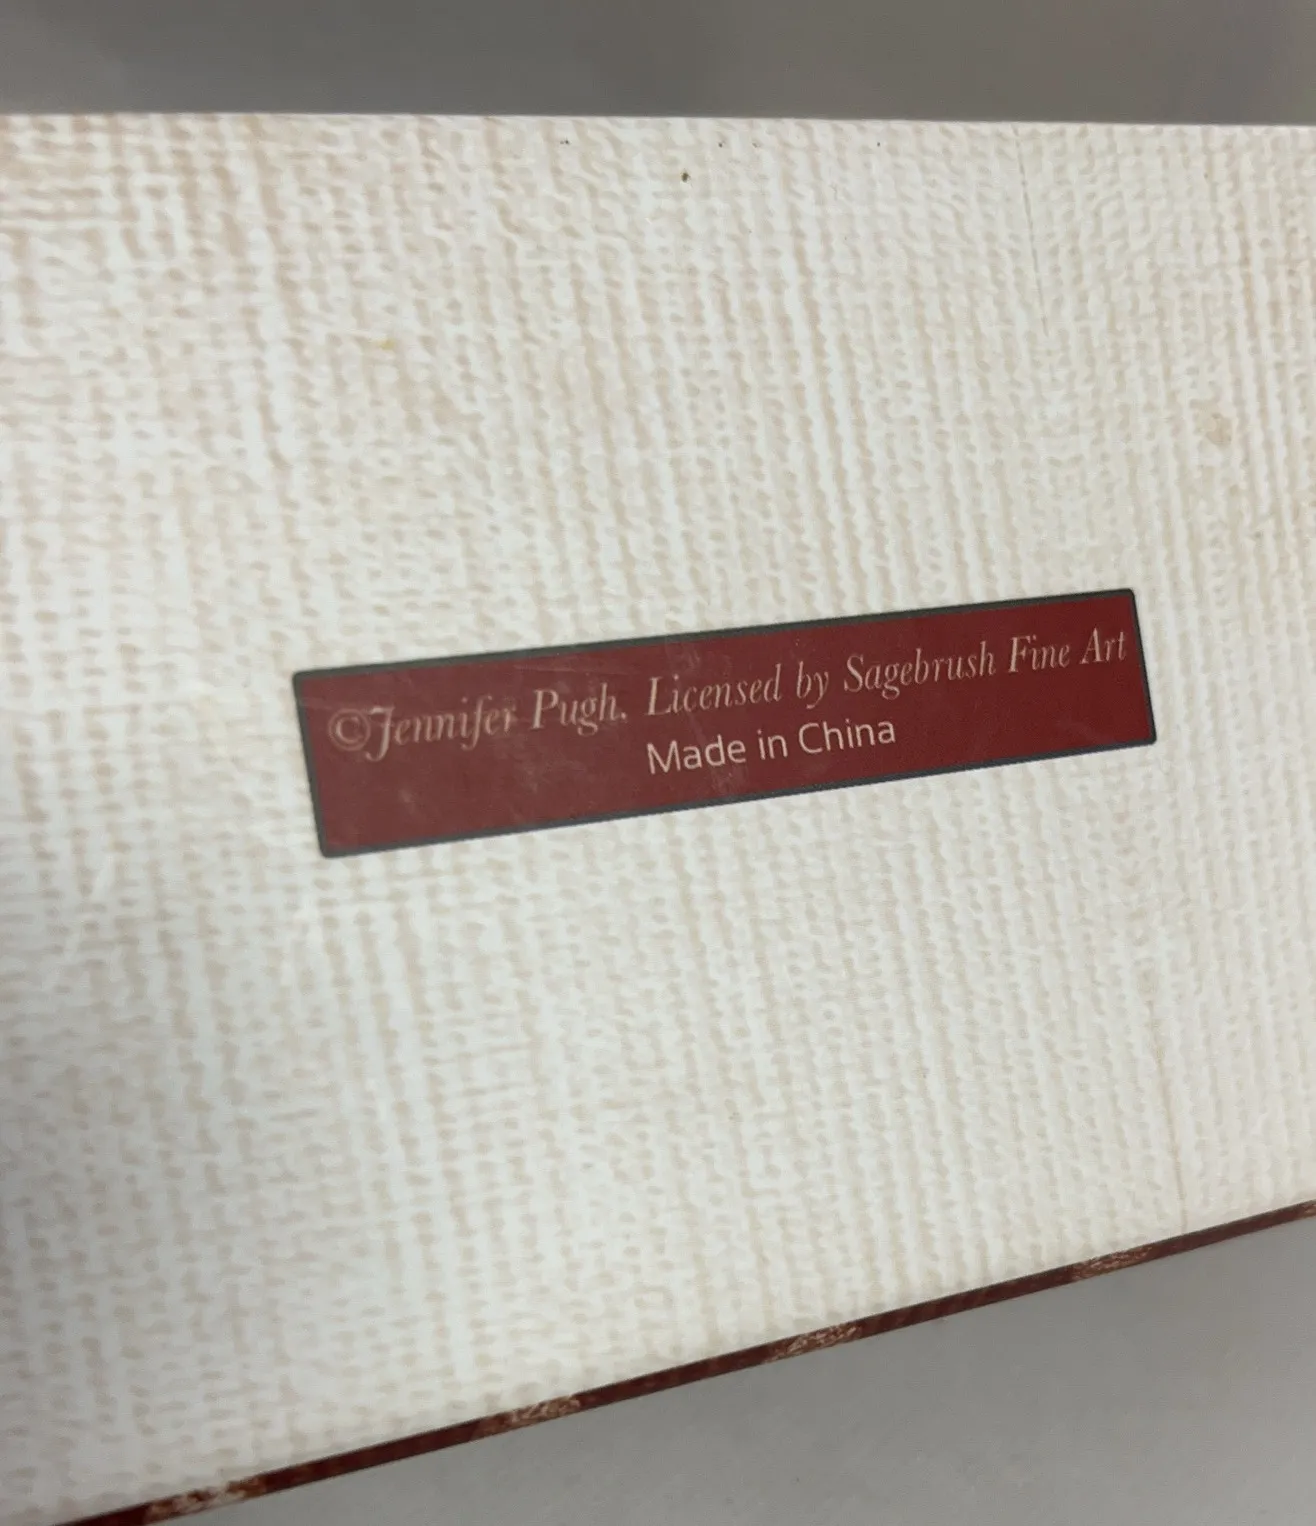 ©Jennifer Pugh. Licensed by Sagebrush Fine Art
Made in China